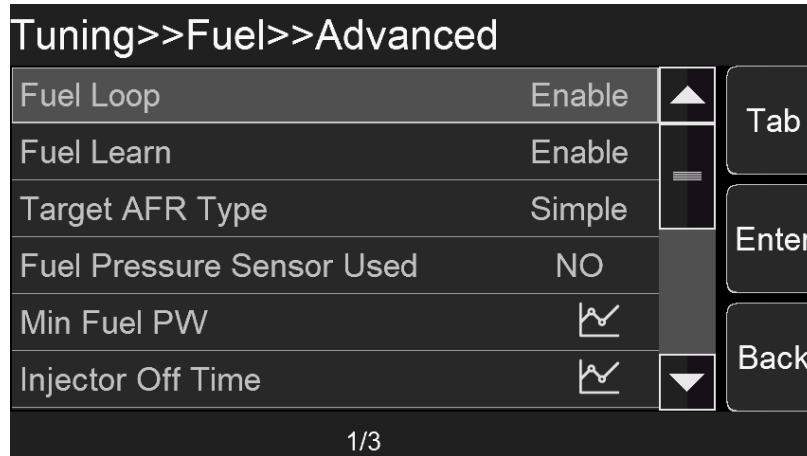 Tuning>>Fuel>>Advanced
Fuel Loop Enable
Fuel Learn Enable
Target AFR Type Simple
Fuel Pressure Sensor Used NO
Min Fuel PW
Injector Off Time
Tab
Enter
Back
1/3